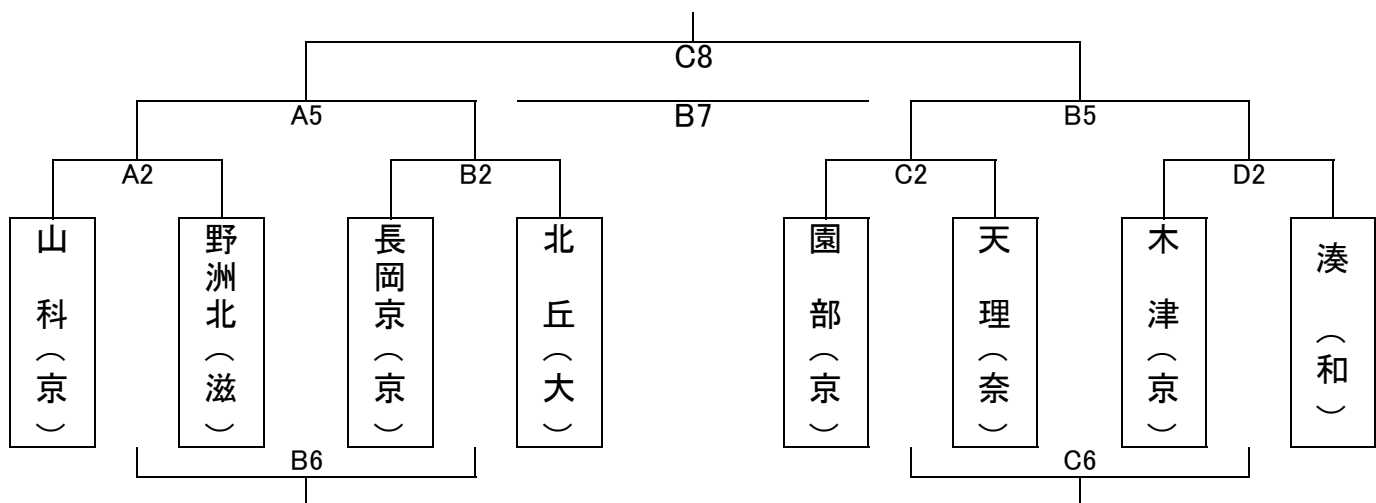 C8
A5
B7
B5
A2
B2
C2
D2
山科(京)
野洲北(滋)
長岡京(京)
北丘(大)
園部(京)
天理(奈)
木津(京)
湊(和)
B6
C6